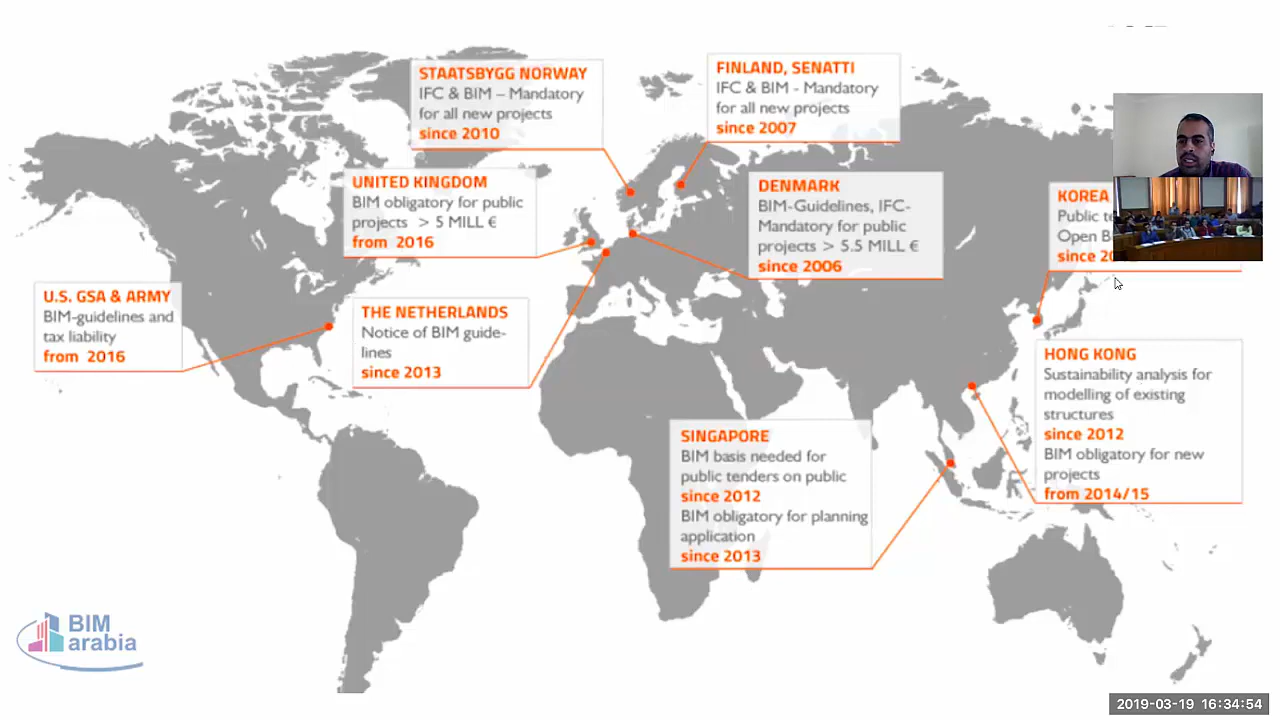 STAATSBYGG NORWAY
IFC & BIM – Mandatory
for all new projects
since 2010
FINLAND, SENATTI
IFC & BIM - Mandatory
for all new projects
since 2007
UNITED KINGDOM
BIM obligatory for public
projects > 5 MILL €
from 2016
DENMARK
BIM-Guidelines, IFC-
Mandatory for public
projects > 5.5 MILL €
since 2006
KOREA
Public
Open
since
U.S. GSA & ARMY
BIM-guidelines and
tax liability
from 2016
THE NETHERLANDS
Notice of BIM guide-
lines
since 2013
HONG KONG
Sustainability analysis for
modelling of existing
structures
since 2012
BIM obligatory for new
projects
from 2014/15
SINGAPORE
BIM basis needed for
public tenders on public
since 2012
BIM obligatory for planning
application
since 2013
BIM
arabia
2019-03-19 16:34:54